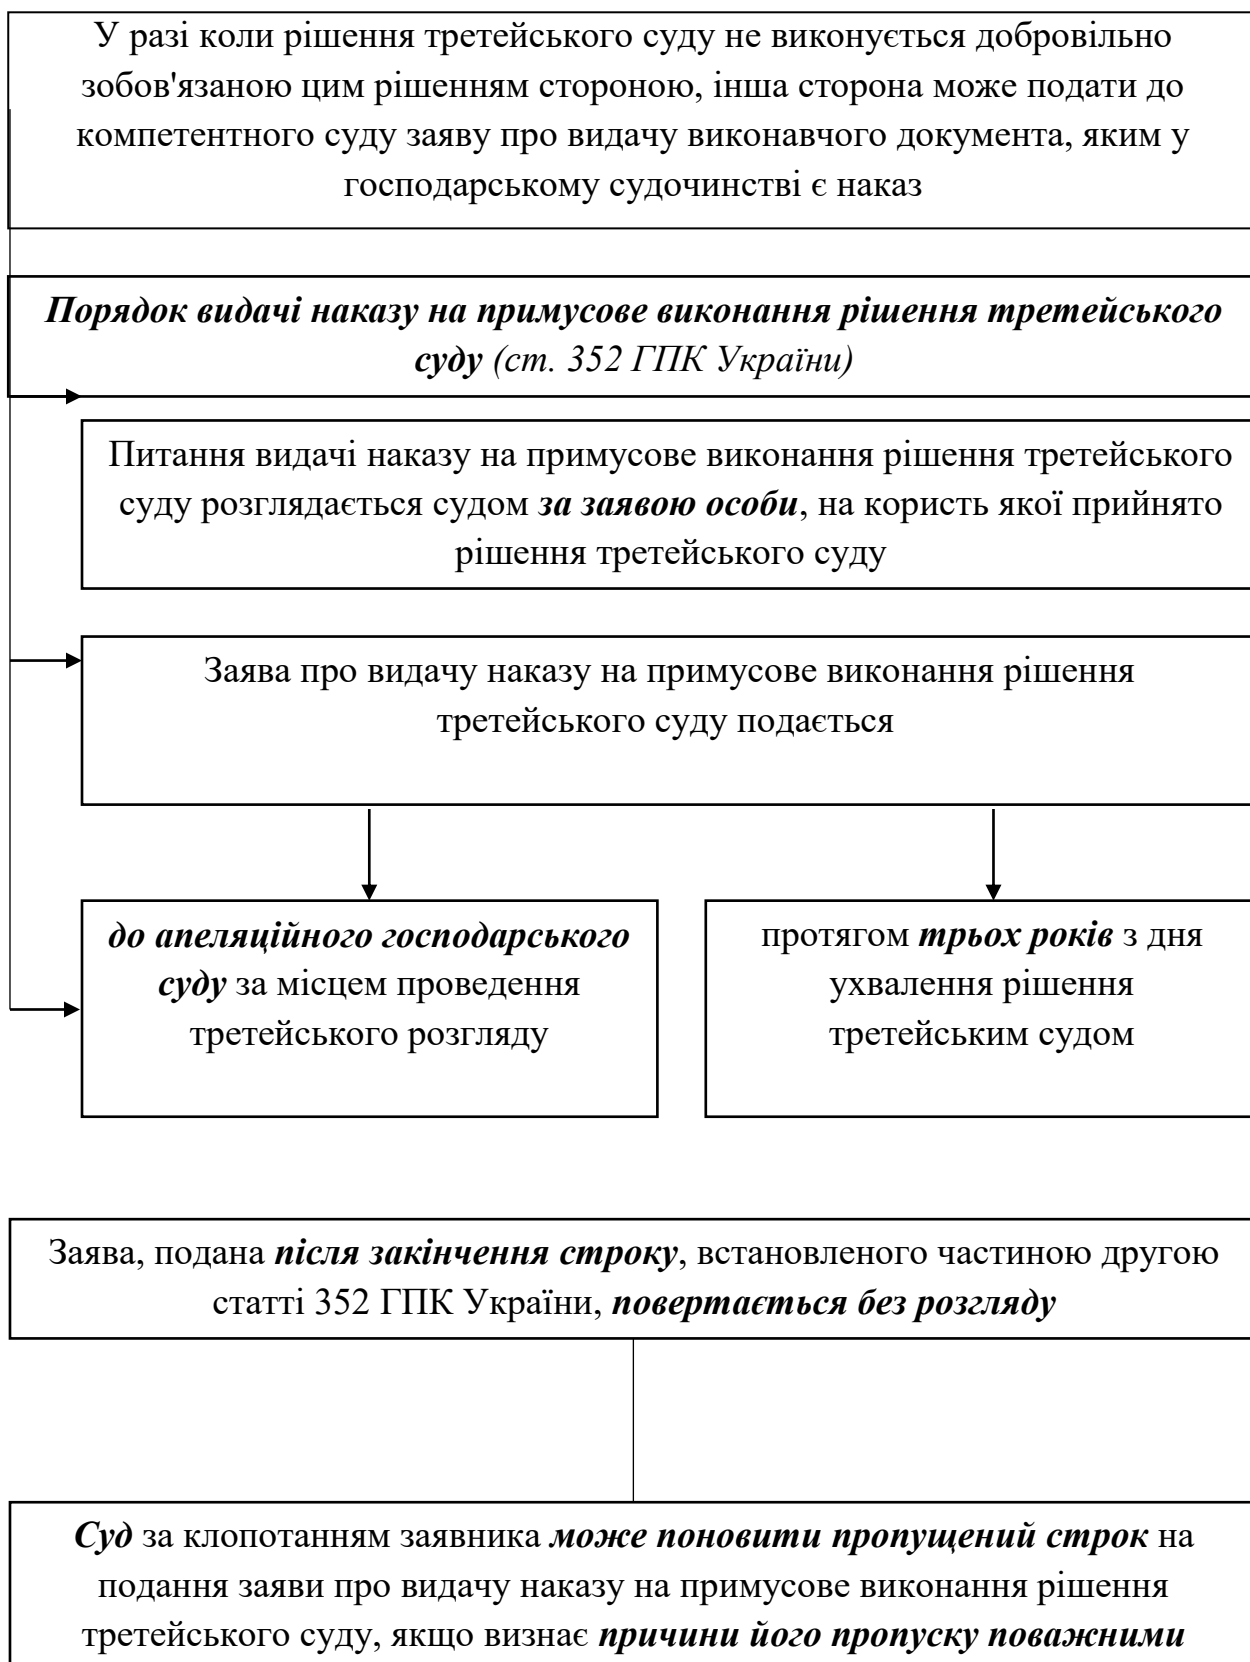 У разі коли рішення третейського суду не виконується добровільно
зобов'язаною цим рішенням стороною, інша сторона може подати до
компетентного суду заяву про видачу виконавчого документа, яким у
господарському судочинстві є наказ
Порядок видачі наказу на примусове виконання рішення третейського
суду (ст. 352 ГПК України)
Питання видачі наказу на примусове виконання рішення третейського
суду розглядається судом за заявою особи, на користь якої прийнято
рішення третейського суду
Заява про видачу наказу на примусове виконання рішення
третейського суду подається
до апеляційного господарського
суду за місцем проведення
третейського розгляду
протягом трьох років з дня
ухвалення рішення
третейським судом
Заява, подана після закінчення строку, встановленого частиною другою
статті 352 ГПК України, повертається без розгляду
Суд за клопотанням заявника може поновити пропущений строк на
подання заяви про видачу наказу на примусове виконання рішення
третейського суду, якщо визнає причини його пропуску поважними